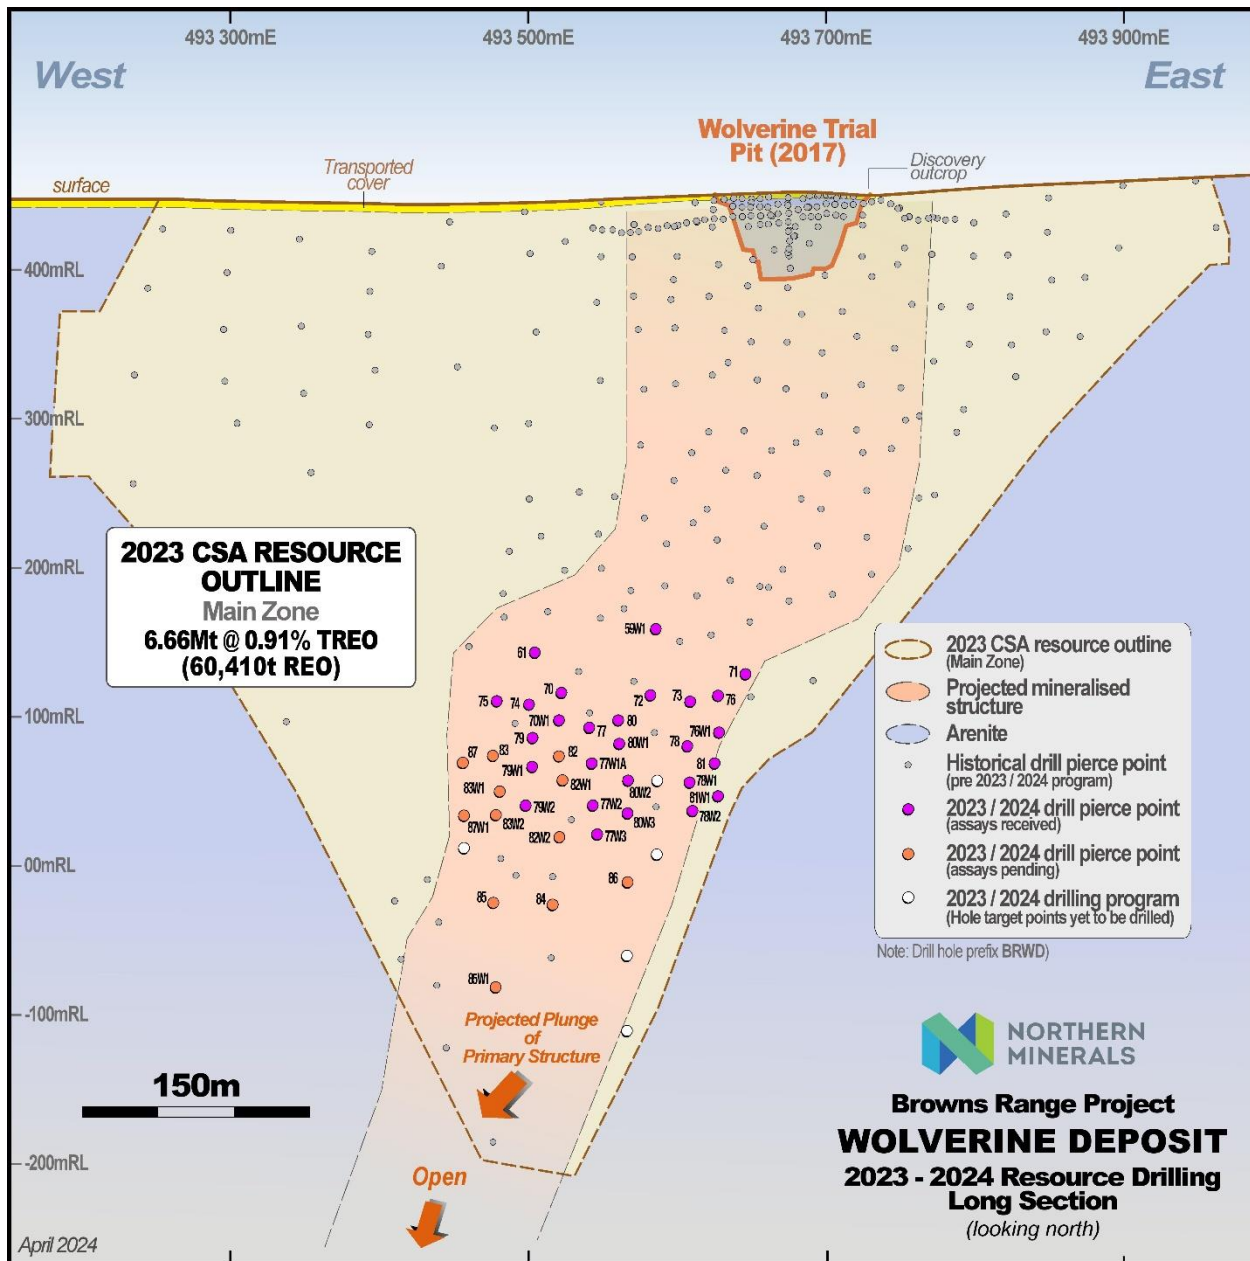 493 300mE
493 500mE
493 700mE
493 900mE
West
East
Wolverine Trial
Pit (2017)
Discovery
outcrop
Transported
cover
surface
400mRL
300mRL
200mRL
100mRL
00mRL
-100mRL
-200mRL
2023 CSA RESOURCE
OUTLINE
Main Zone
6.66Mt @ 0.91% TREO
(60,410t REO)
59W1
61
71
70
72
73
76
75
74
70W1
77
80
76W1
79
80W1
78
87
83
82
77W1A
81
79W1
82W1
80W2
78W1
83W1
81W1
79W2
77W2
78W2
87W1
83W2
80W3
82W2
77W3
86
85
84
85W1
2023 CSA resource outline
(Main Zone)
Projected mineralised
structure
Arenite
Historical drill pierce point
(pre 2023 / 2024 program)
2023 / 2024 drill pierce point
(assays received)
2023 / 2024 drill pierce point
(assays pending)
2023 / 2024 drilling program
(Hole target points yet to be drilled)
Note: Drill hole prefix BRWD)
Projected Plunge
of
Primary Structure
Open
150m
NORTHERN
MINERALS
Browns Range Project
WOLVERINE DEPOSIT
2023 - 2024 Resource Drilling
Long Section
(looking north)
April 2024